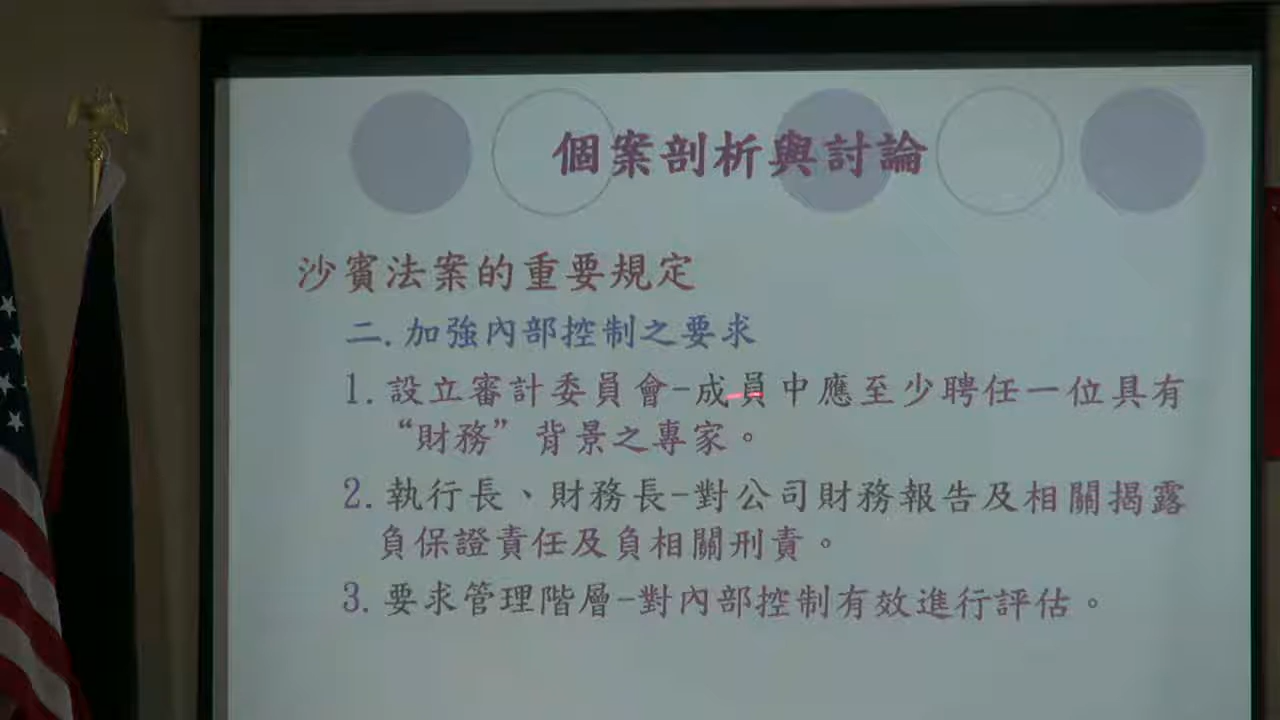 個案剖析與討論
沙賓法案的重要規定
二.加強內部控制之要求
1.設立審計委員會-成員中應至少聘任一位具有
“財務”背景之專家。
2.執行長、財務長-對公司財務報告及相關揭露
負保證責任及負相關刑責。
3.要求管理階層-對內部控制有效進行評估。